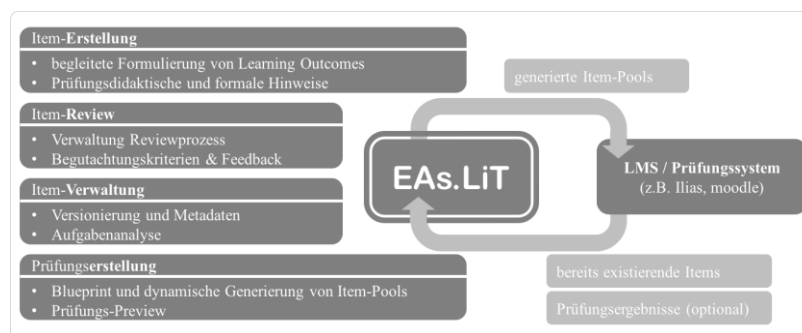 Item-Erstellung
• begleitete Formulierung von Learning Outcomes
• Prüfungsdidaktische und formale Hinweise
Item-Review
• Verwaltung Reviewprozess
• Begutachtungskriterien & Feedback
Item-Verwaltung
• Versionierung und Metadaten
• Aufgabenanalyse
Prüfungserstellung
• Blueprint und dynamische Generierung von Item-Pools
• Prüfungs-Preview
EAs.LiT
generierte Item-Pools
LMS / Prüfungssystem
(z.B. Ilias, moodle)
bereits existierende Items
Prüfungsergebnisse (optional)